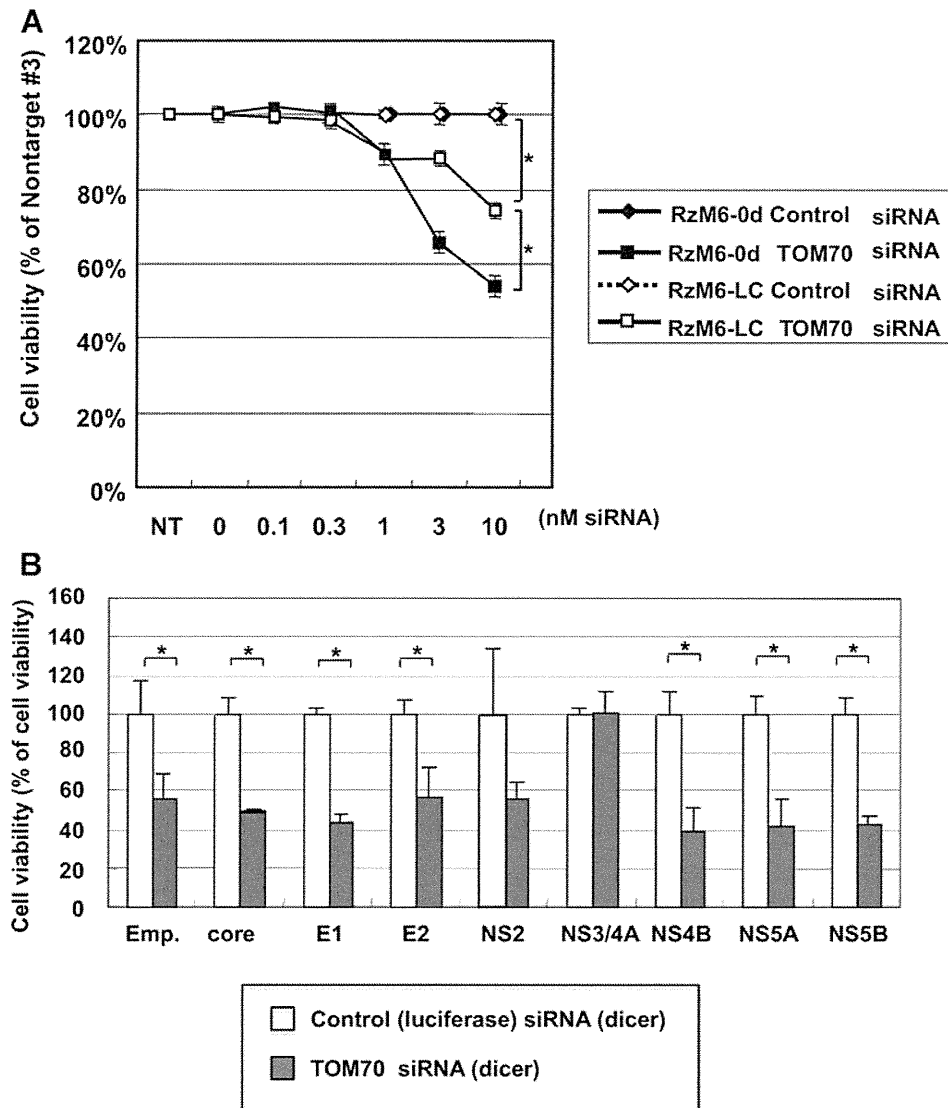 A
120%
100%
80%
60%
40%
20%
0%
Cell viability (% of Nontarget #3)
NT 0 0.1 0.3 1 3 10 (nM siRNA)
*
*
RzM6-0d Control siRNA
RzM6-0d TOM70 siRNA
RzM6-LC Control siRNA
RzM6-LC TOM70 siRNA
B
160
140
120
100
80
60
40
20
0
Cell viability (% of cell viability)
* * * * * * *
Emp. core E1 E2 NS2 NS3/4A NS4B NS5A NS5B
Control (luciferase) siRNA (dicer)
TOM70 siRNA (dicer)